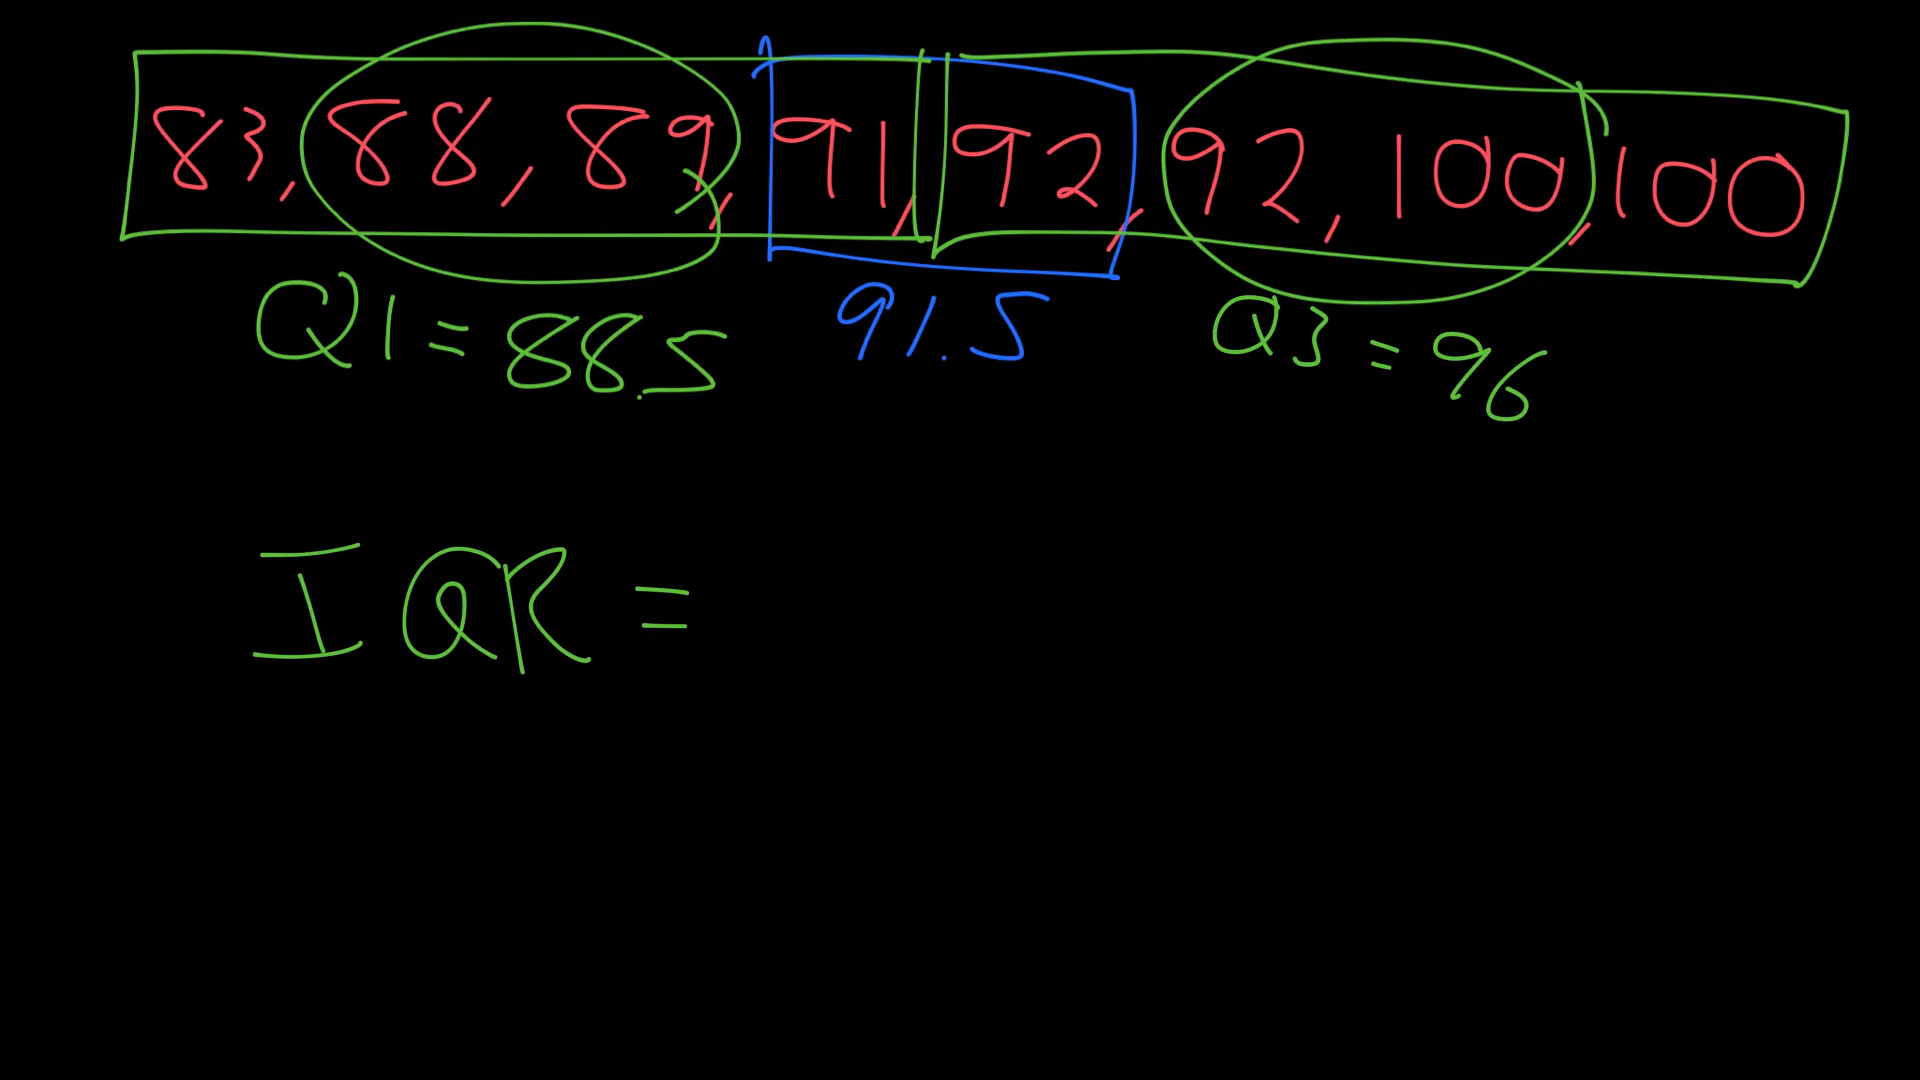 83, 88, 89, 91, 92, 92, 100, 100
Q1 = 88.5 91.5 Q3 = 96
IQR =